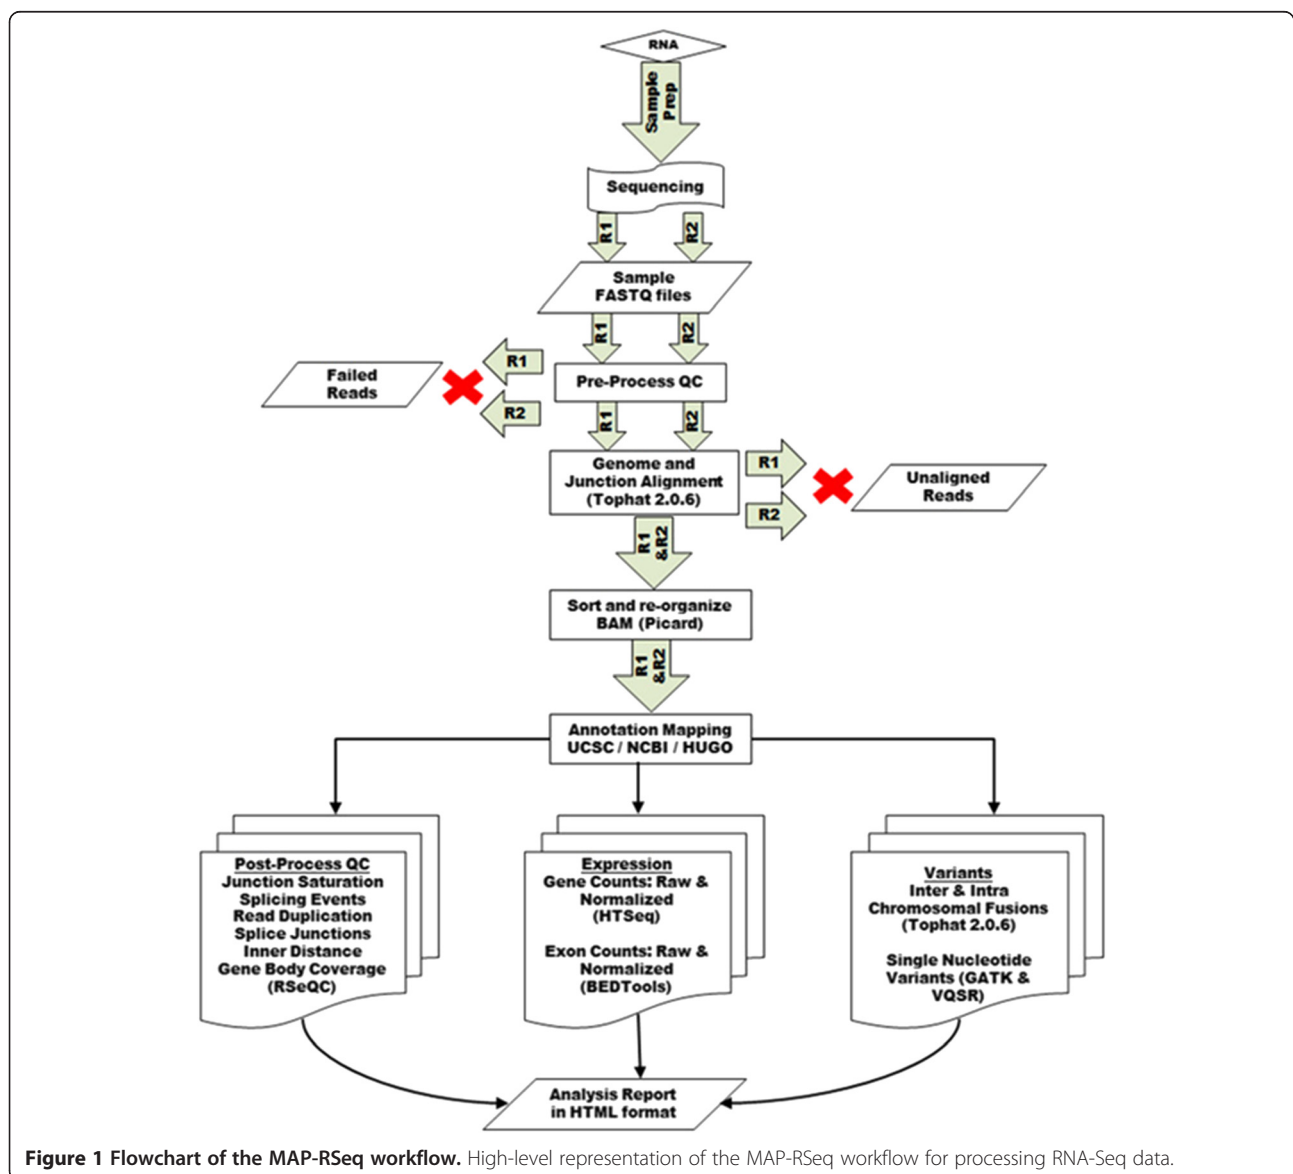 RNA
Sample
Prep
Sequencing
R1
R2
Sample
FASTQ files
R1
R2
R1
R2
Failed
Reads
Pre-Process QC
R1
R2
Genome and
Junction Alignment
(Tophat 2.0.6)
R1
R2
Unaligned
Reads
R1
&R2
Sort and re-organize
BAM (Picard)
R1
&R2
Annotation Mapping
UCSC / NCBI / HUGO
Post-Process QC
Junction Saturation
Splicing Events
Read Duplication
Splice Junctions
Inner Distance
Gene Body Coverage
(RSeQC)
Expression
Gene Counts: Raw &
Normalized
(HTSeq)
Exon Counts: Raw &
Normalized
(BEDTools)
Variants
Inter & Intra
Chromosomal Fusions
(Tophat 2.0.6)
Single Nucleotide
Variants (GATK &
VQSR)
Analysis Report
in HTML format
Figure 1 Flowchart of the MAP-RSeq workflow. High-level representation of the MAP-RSeq workflow for processing RNA-Seq data.